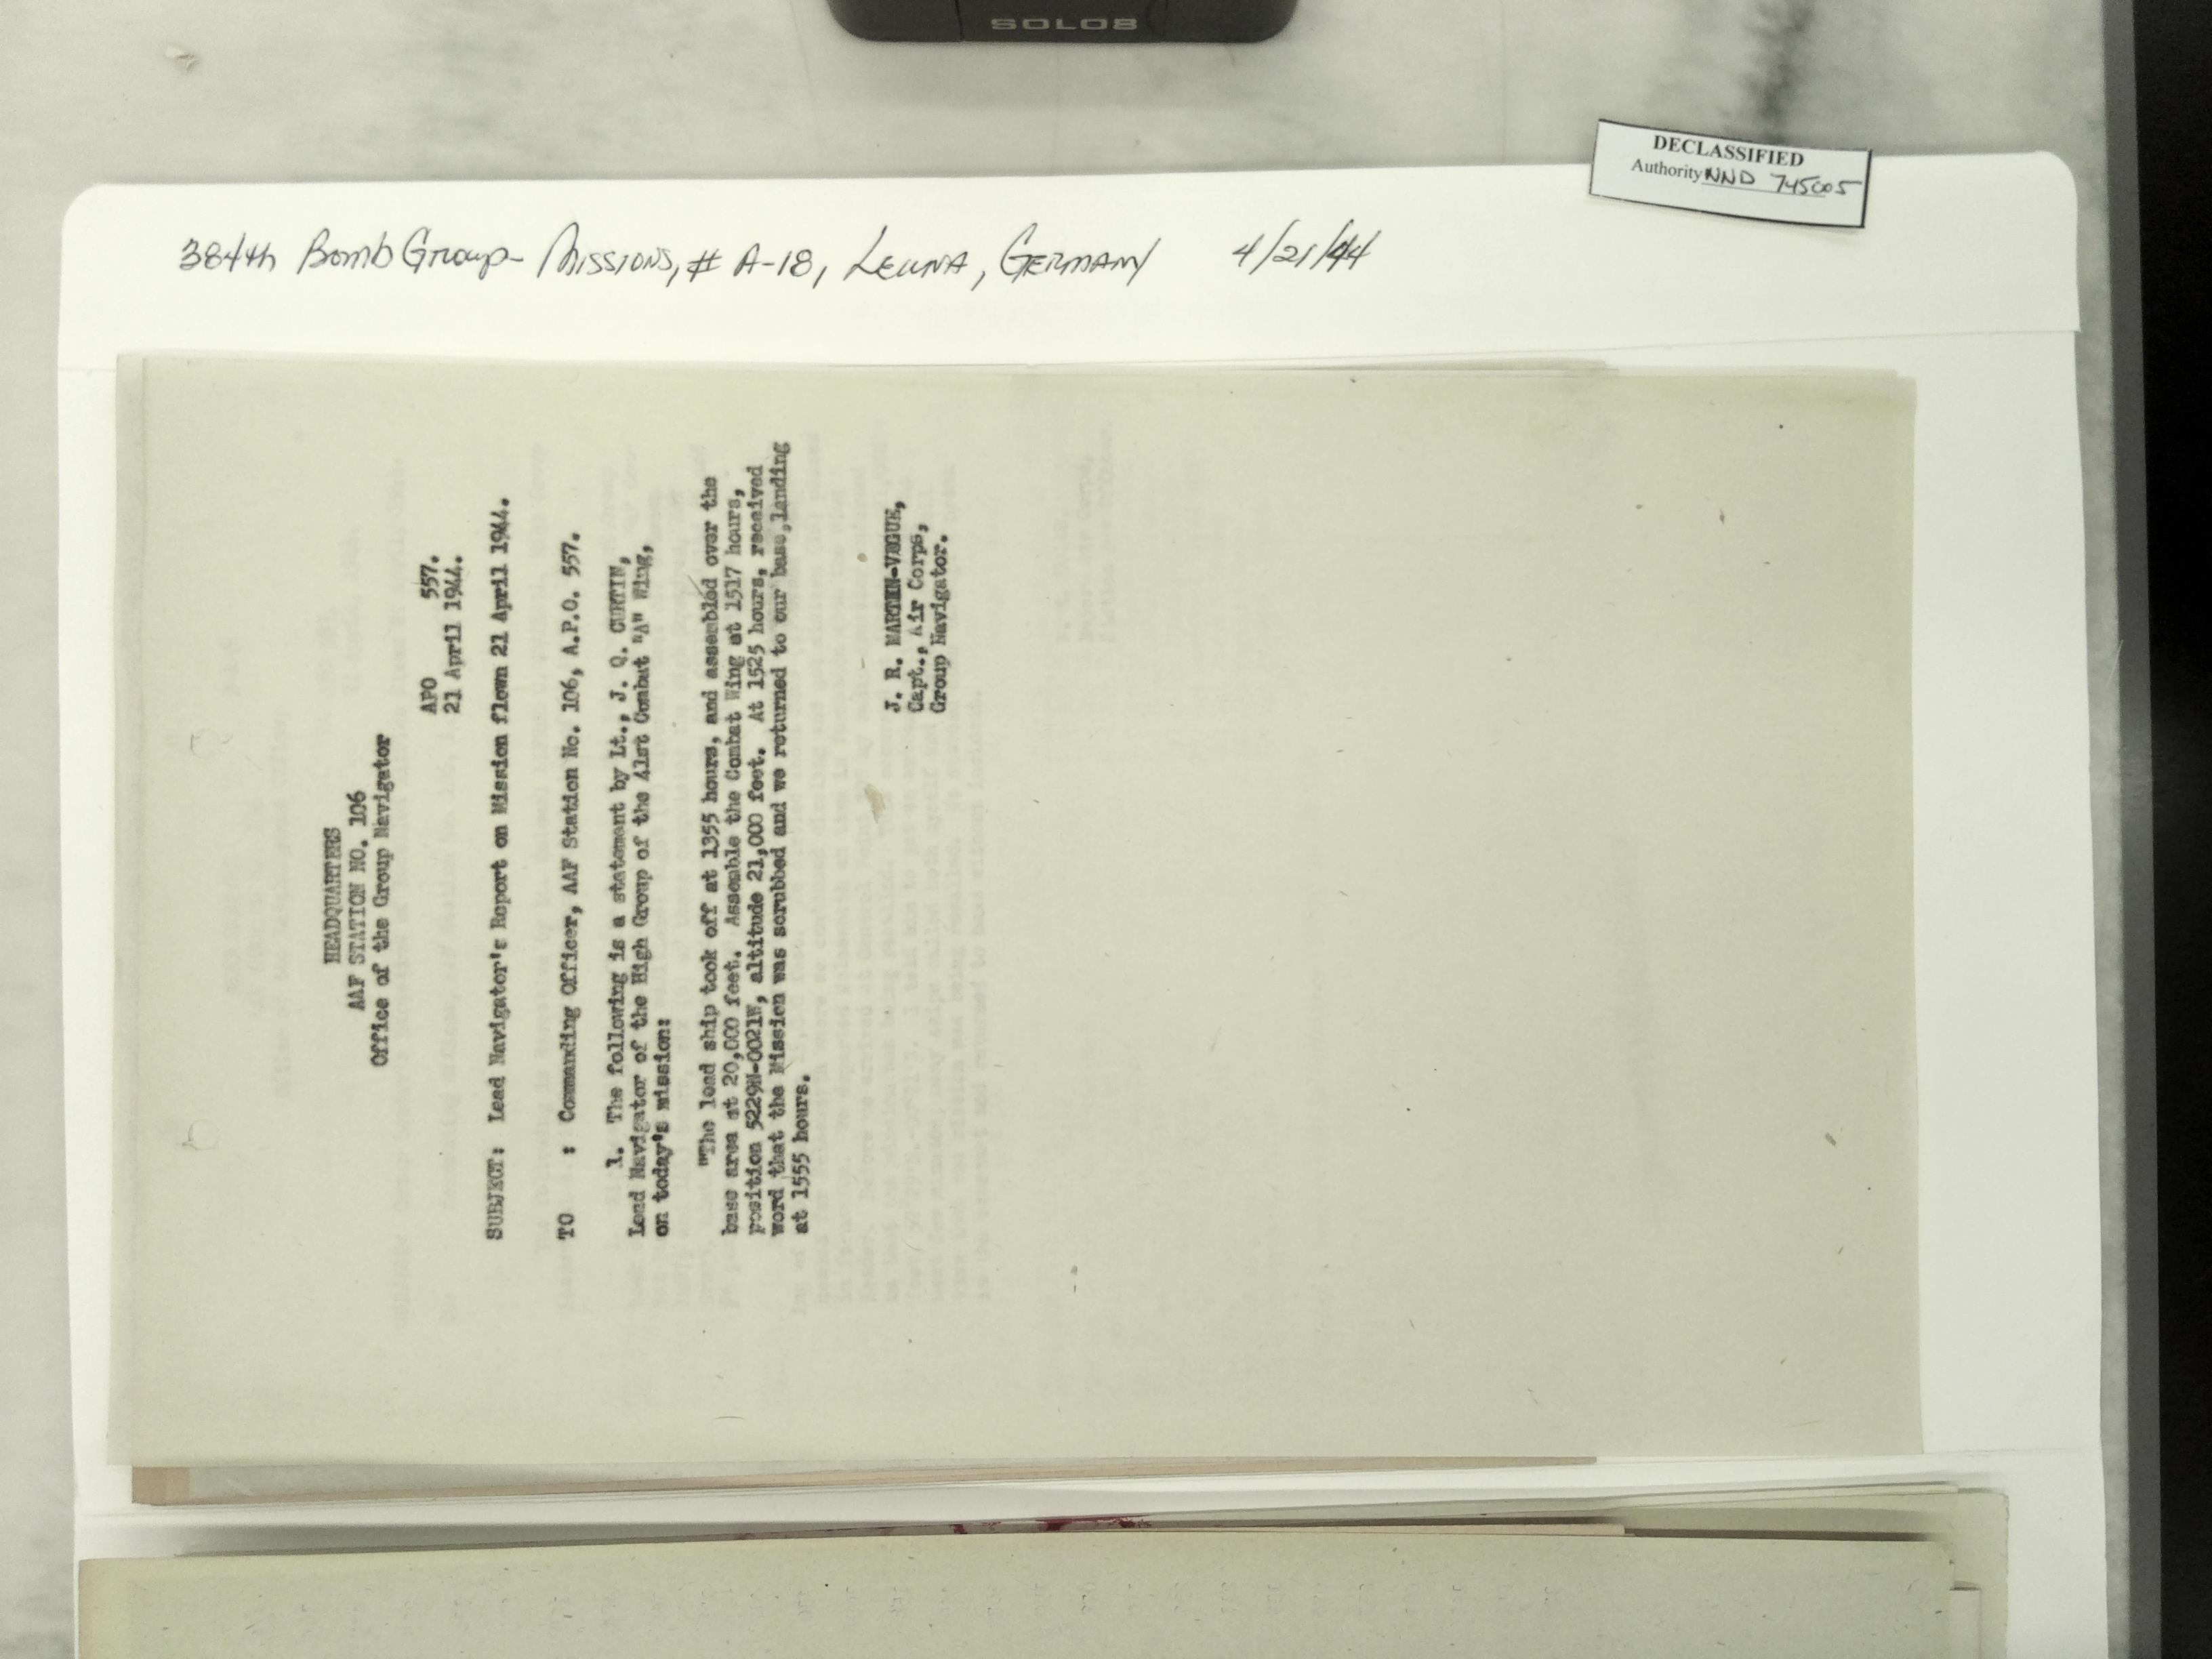 SOLO8
DECLASSIFIED
Authority NND 745005
384th Bomb Group - Missions, # A-18, Leuna, Germany 4/21/44
HEADQUARTERS
AAF STATION NO. 106
Office of the Group Navigator
APO 557.
21 April 1944.
SUBJECT: Lead Navigator's Report on Mission flown 21 April 1944.
TO : Commanding Officer, AAF Station No. 106, A.P.O. 557.
1. The following is a statement by Lt., J. Q. CURTIN,
Lead Navigator of the High Group of the 41st Combat "A" Wing,
on today's mission:
"The lead ship took off at 1355 hours, and assembled over the
base area at 20,000 feet. Assemble the Combat Wing at 1517 hours,
position 5229N-0021W, altitude 21,000 feet. At 1525 hours, received
word that the Mission was scrubbed and we returned to our base, landing
at 1555 hours.
J. R. MARTIN-VEGUE,
Capt., Air Corps,
Group Navigator.